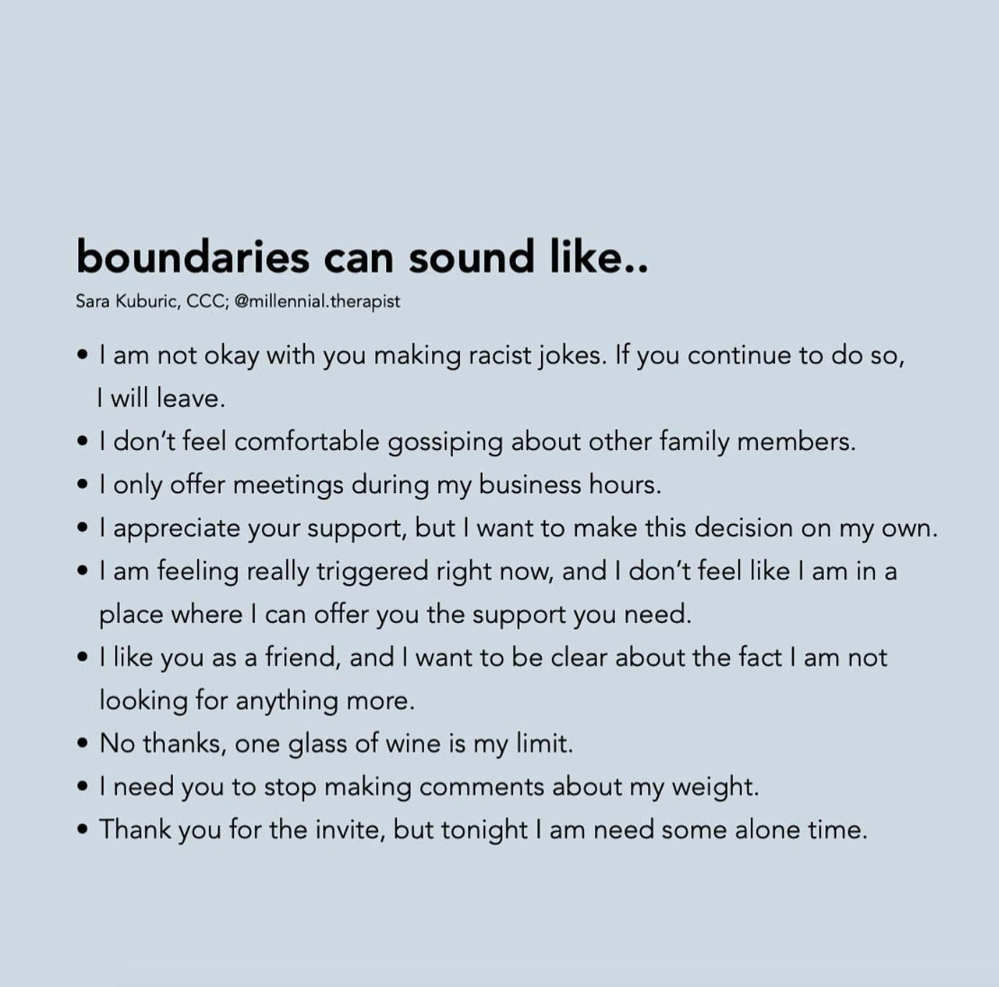 boundaries can sound like..
Sara Kuburic, CCC; @millennial.therapist
• I am not okay with you making racist jokes. If you continue to do so,
I will leave.
• I don’t feel comfortable gossiping about other family members.
• I only offer meetings during my business hours.
• I appreciate your support, but I want to make this decision on my own.
• I am feeling really triggered right now, and I don’t feel like I am in a
place where I can offer you the support you need.
• I like you as a friend, and I want to be clear about the fact I am not
looking for anything more.
• No thanks, one glass of wine is my limit.
• I need you to stop making comments about my weight.
• Thank you for the invite, but tonight I am need some alone time.